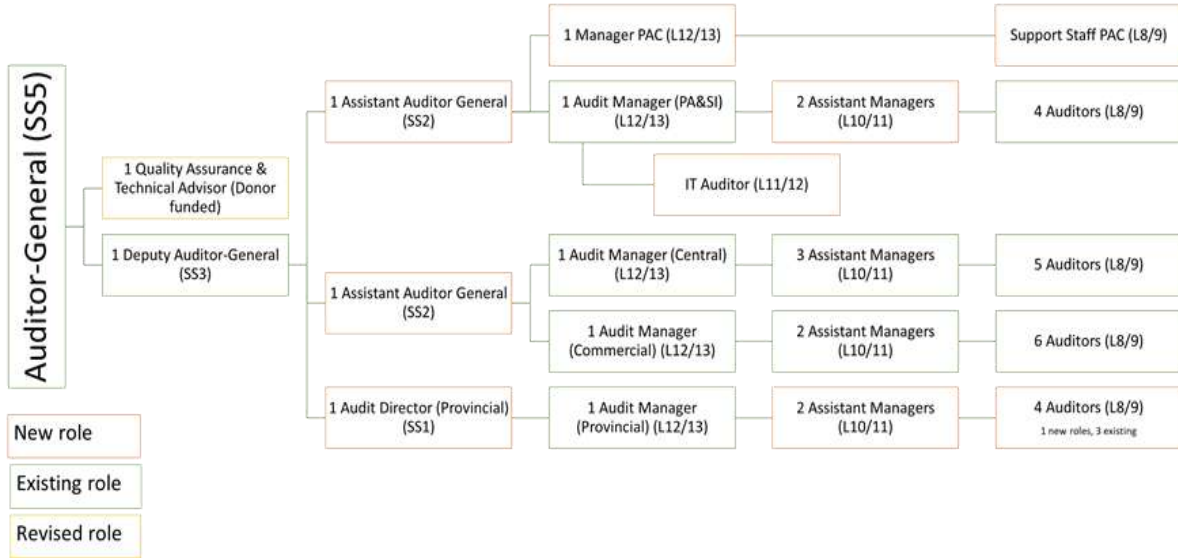 Auditor-General (SS5)
1 Quality Assurance &
Technical Advisor (Donor
funded)
1 Deputy Auditor-General
(SS3)
1 Assistant Auditor General
(SS2)
1 Manager PAC (L12/13)
Support Staff PAC (L8/9)
1 Audit Manager (PA&SI)
(L12/13)
2 Assistant Managers
(L10/11)
4 Auditors (L8/9)
IT Auditor (L11/12)
1 Assistant Auditor General
(SS2)
1 Audit Manager (Central)
(L12/13)
3 Assistant Managers
(L10/11)
5 Auditors (L8/9)
1 Audit Manager
(Commercial) (L12/13)
2 Assistant Managers
(L10/11)
6 Auditors (L8/9)
1 Audit Director (Provincial)
(SS1)
1 Audit Manager
(Provincial) (L12/13)
2 Assistant Managers
(L10/11)
4 Auditors (L8/9)
1 new roles, 3 existing
New role
Existing role
Revised role